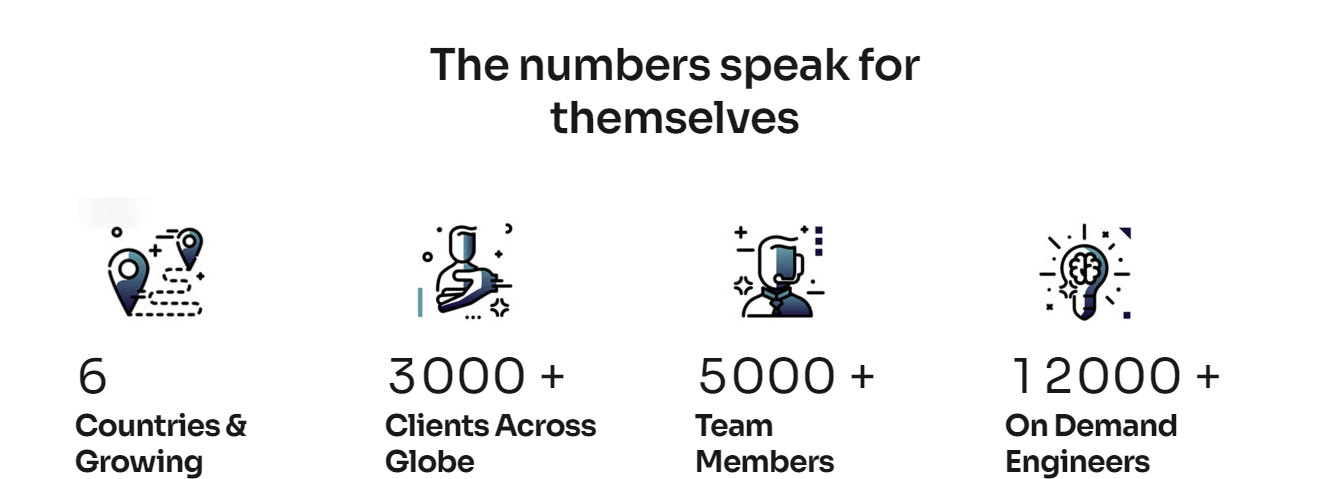 The numbers speak for
themselves
6
Countries &
Growing
3000 +
Clients Across
Globe
5000 +
Team
Members
12000 +
On Demand
Engineers